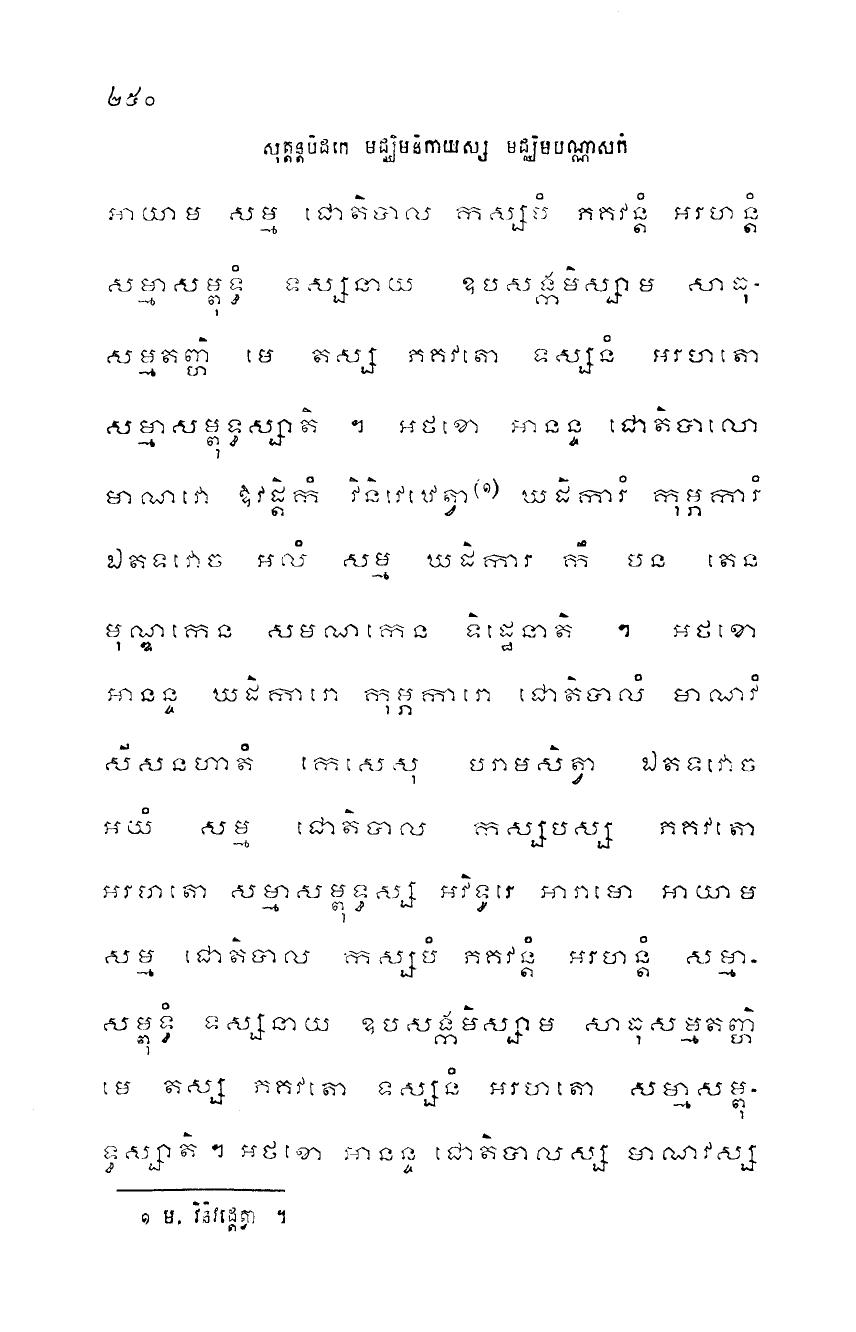 ២៥០
សុត្តន្តបិដកេ មជ្ឈិមនិកាយស្ស មជ្ឈិមបណ្ណាសកំ
អាយាម សម្ម ជោតិបាល កស្សបំ ភគវន្តំ អរហន្តំ
សម្មាសម្ពុទ្ធំ ទស្សនាយ ឧបសង្កមិស្សាម សាធុ-
សម្មតញ្ហិ មេ តស្ស ភគវតោ ទស្សនំ អរហតោ
សម្មាសម្ពុទ្ធស្សាតិ ។ អថខោ អានន្ទ ជោតិបាលោ
មាណវោ ឱវដ្តិកំ វិនិវេឋេត្វា(១) ឃដិការំ កុម្ភការំ
ឯតទវោច អលំ សម្ម ឃដិការ កឹ បន តេន
មុណ្ឌកេន សមណកេន ទិដ្ឋេនាតិ ។ អថខោ
អានន្ទ ឃដិការោ កុម្ភការោ ជោតិបាលំ មាណវំ
សីសនហាតំ កេសេសុ បរាមសិត្វា ឯតទវោច
អយំ សម្ម ជោតិបាល កស្សបស្ស ភគវតោ
អរហតោ សម្មាសម្ពុទ្ធស្ស អវិទូរេ អារាមោ អាយាម
សម្ម ជោតិបាល កស្សបំ ភគវន្តំ អរហន្តំ សម្មា-
សម្ពុទ្ធំ ទស្សនាយ ឧបសង្កមិស្សាម សាធុសម្មតញ្ហិ
មេ តស្ស ភគវតោ ទស្សនំ អរហតោ សម្មាសម្ពុ-
ទ្ធស្សាតិ ។ អថខោ អានន្ទ ជោតិបាលស្ស មាណវស្ស
១ ម. វិនិវដ្តេត្វា ។